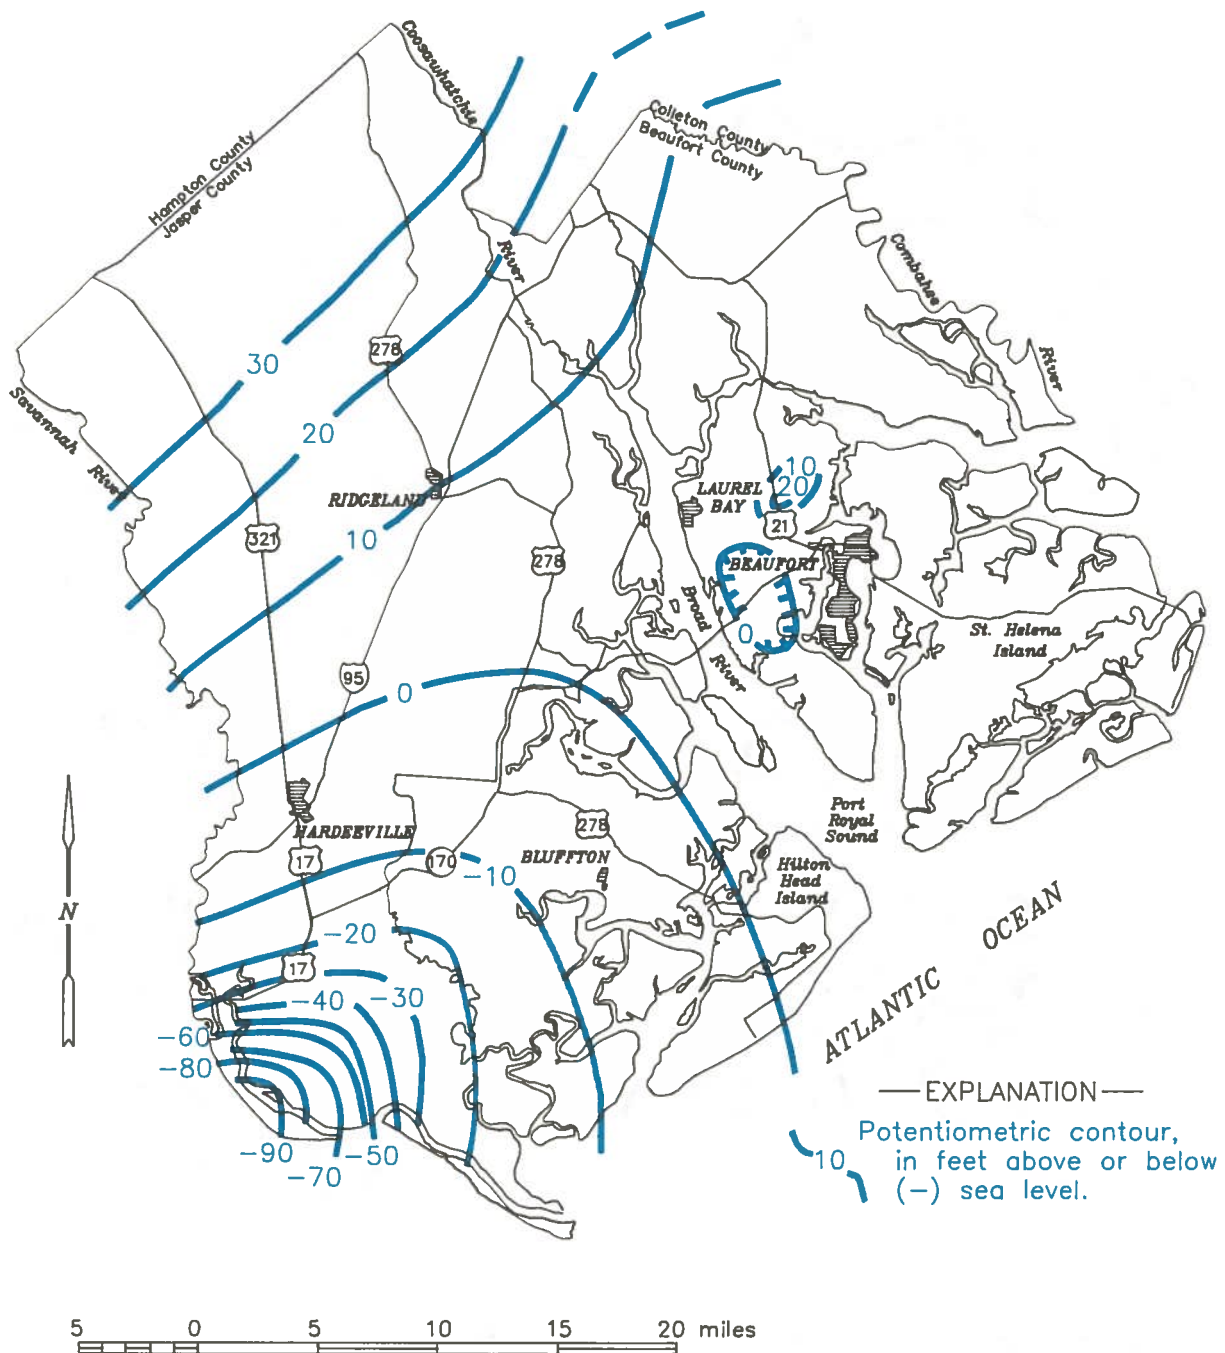 Coosawhatchie
River
Colleton County
Beaufort County
Hampton County
Jasper County
Combahee
River
278
30
Savannah
River
20
RIDGELAND
LAUREL
BAY
10
20
21
321
10
278
BEAUFORT
Broad
River
0
St. Helena
Island
95
0
HARDEEVILLE
17
170
278
BLUFFTON
-10
Port
Royal
Sound
Hilton
Head
Island
N
-20
17
-40
-30
-60
-80
-90
-50
-70
ATLANTIC OCEAN
EXPLANATION
10
Potentiometric contour,
in feet above or below
(-) sea level.
5 0 5 10 15 20 miles